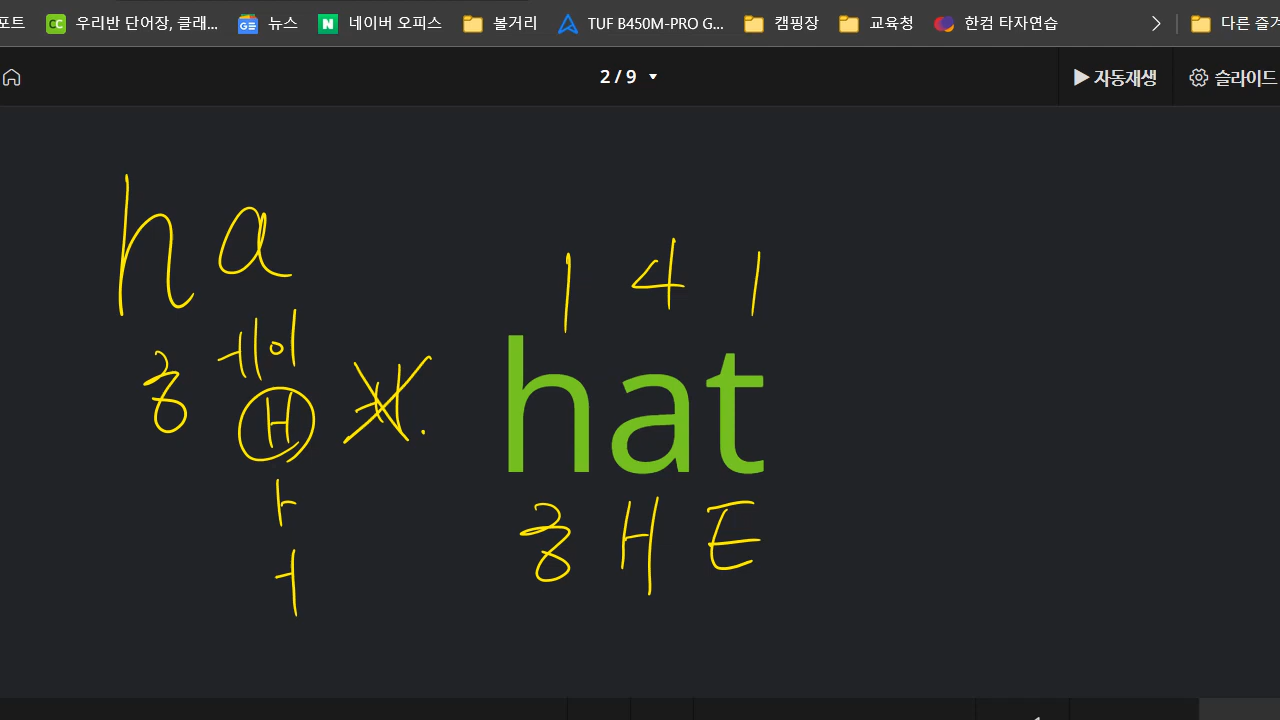 포트 우리반 단어장, 클래... 뉴스 네이버 오피스 볼거리 TUF B450M-PRO G... 캠핑장 교육청 한컴 타자연습 다른 즐겨
2 / 9 자동재생 슬라이드
ha
1 4 1
ㅔ이
ㅎ ㅐ ㅔ.
hat
ㅏ
ㅎ ㅐ ㅌ
ㅓ